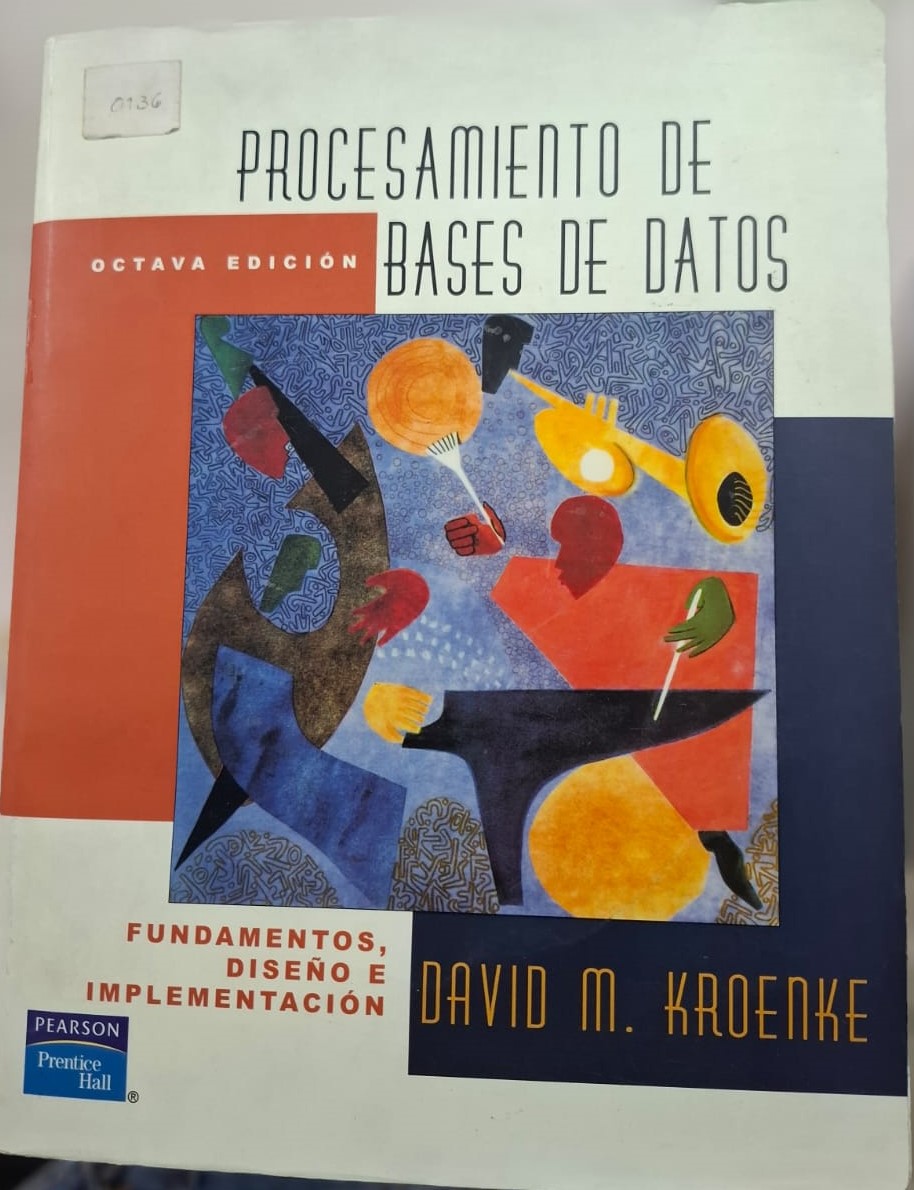 0136
PROCESAMIENTO DE
BASES DE DATOS
OCTAVA EDICIÓN
FUNDAMENTOS,
DISEÑO E
IMPLEMENTACIÓN
DAVID M. KROENKE
PEARSON
Prentice
Hall
®